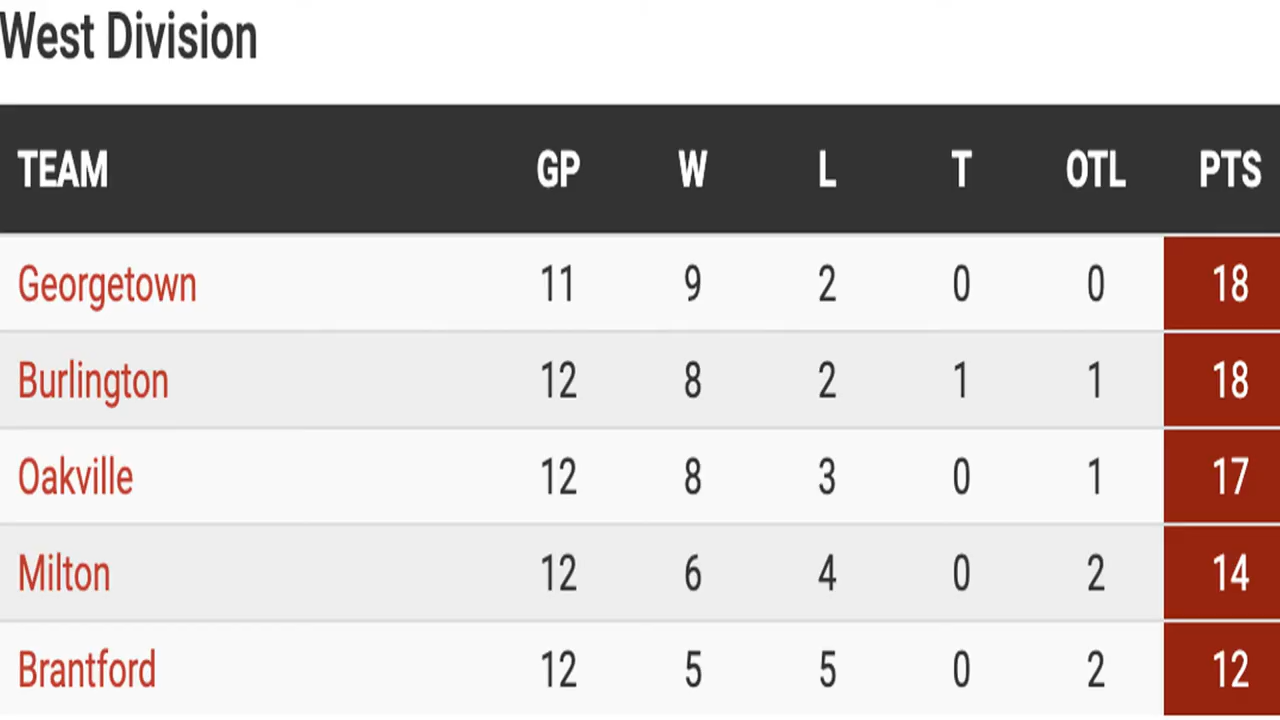 West Division
TEAM GP W L T OTL PTS
Georgetown 11 9 2 0 0 18
Burlington 12 8 2 1 1 18
Oakville 12 8 3 0 1 17
Milton 12 6 4 0 2 14
Brantford 12 5 5 0 2 12